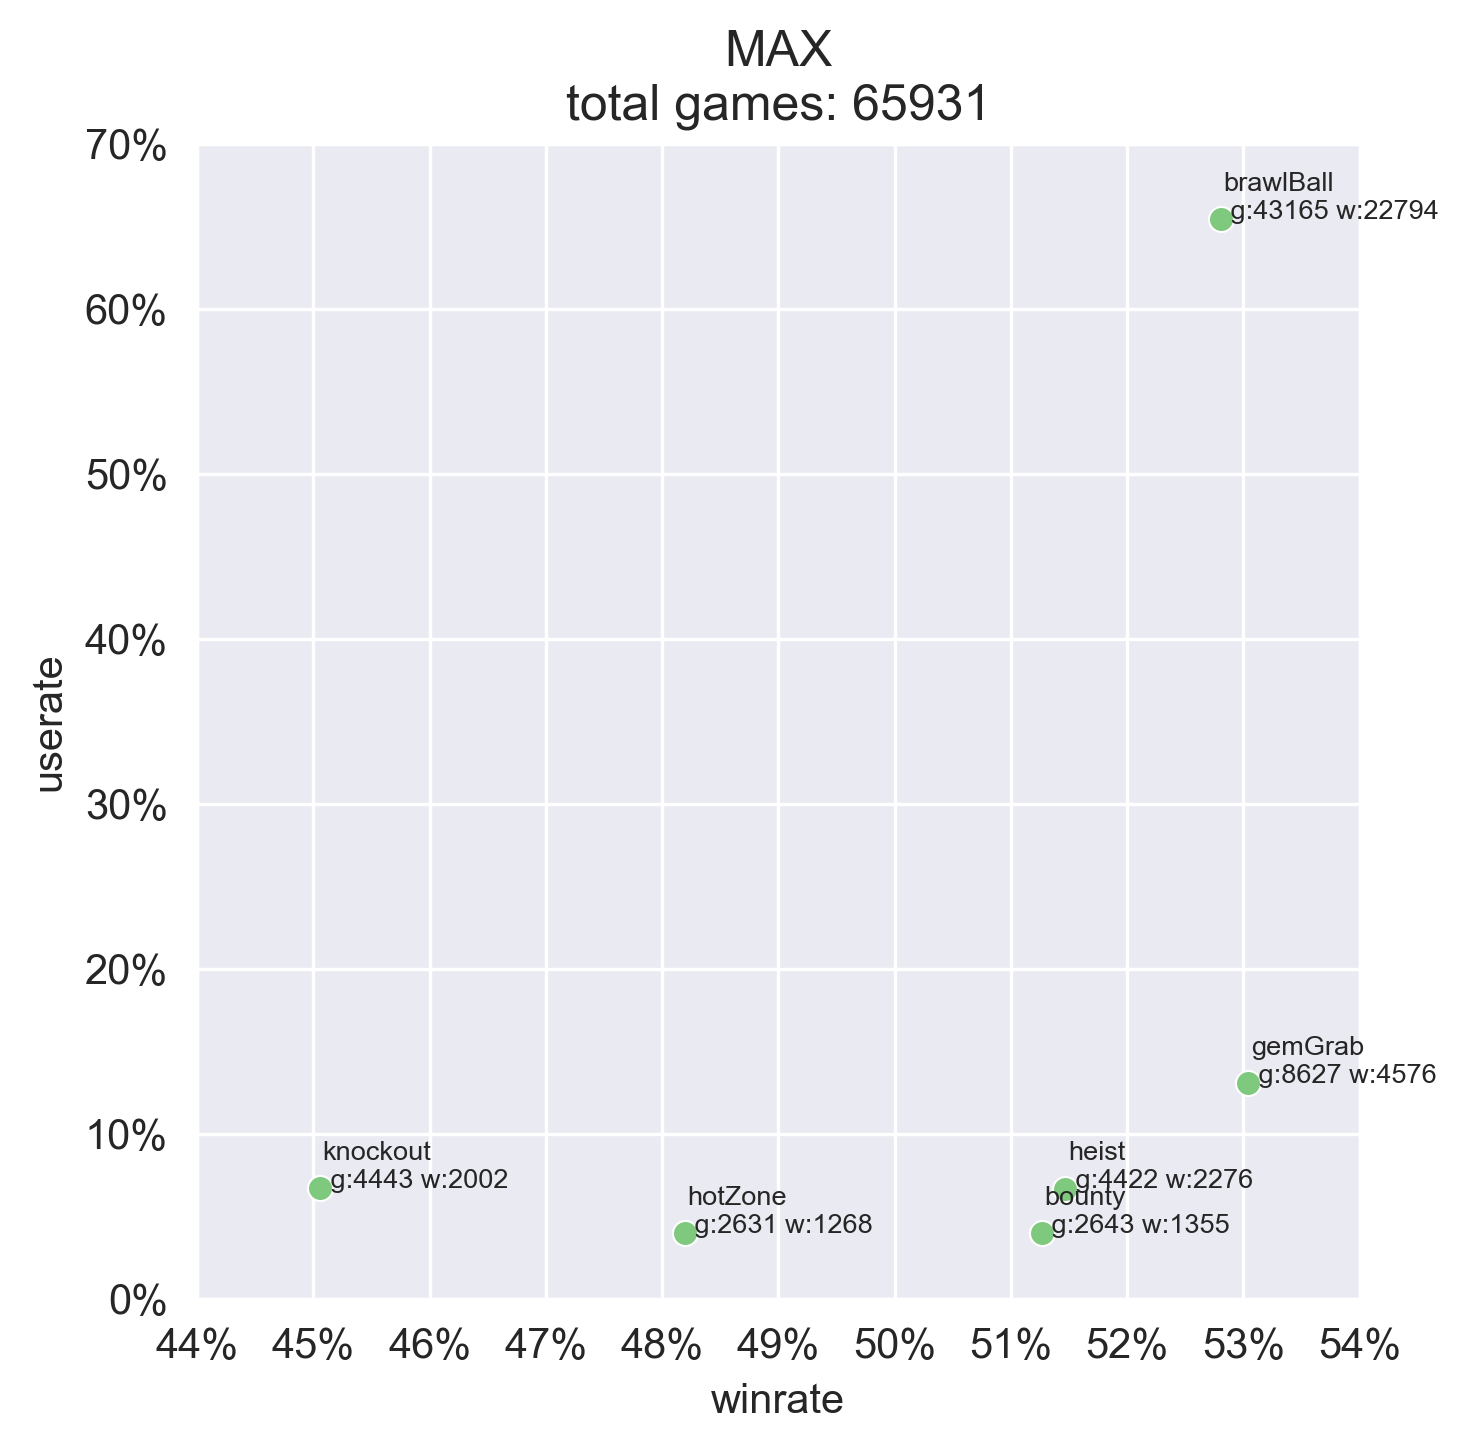 MAX
total games: 65931
70%
60%
50%
40%
30%
20%
10%
0%
userate
brawlBall
g:43165 w:22794
gemGrab
g:8627 w:4576
knockout
g:4443 w:2002
heist
g:4422 w:2276
hotZone
g:2631 w:1268
bounty
g:2643 w:1355
44% 45% 46% 47% 48% 49% 50% 51% 52% 53% 54%
winrate